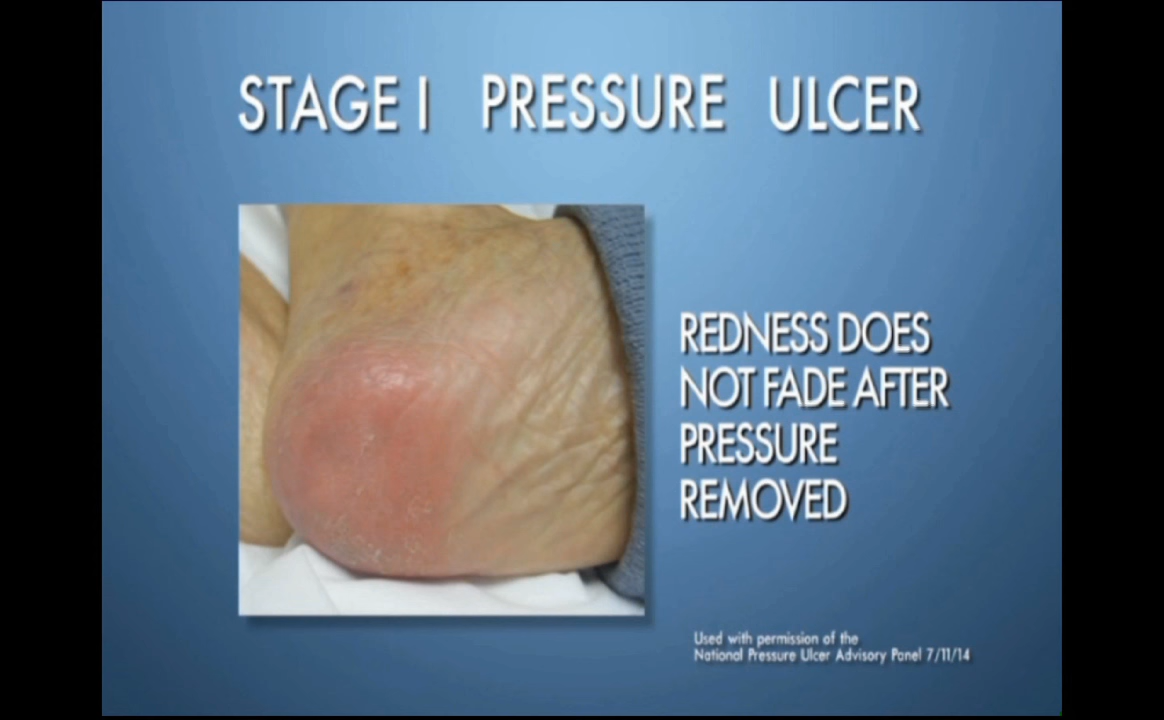 STAGE I PRESSURE ULCER
REDNESS DOES
NOT FADE AFTER
PRESSURE
REMOVED
Used with permission of the
National Pressure Ulcer Advisory Panel 7/11/14